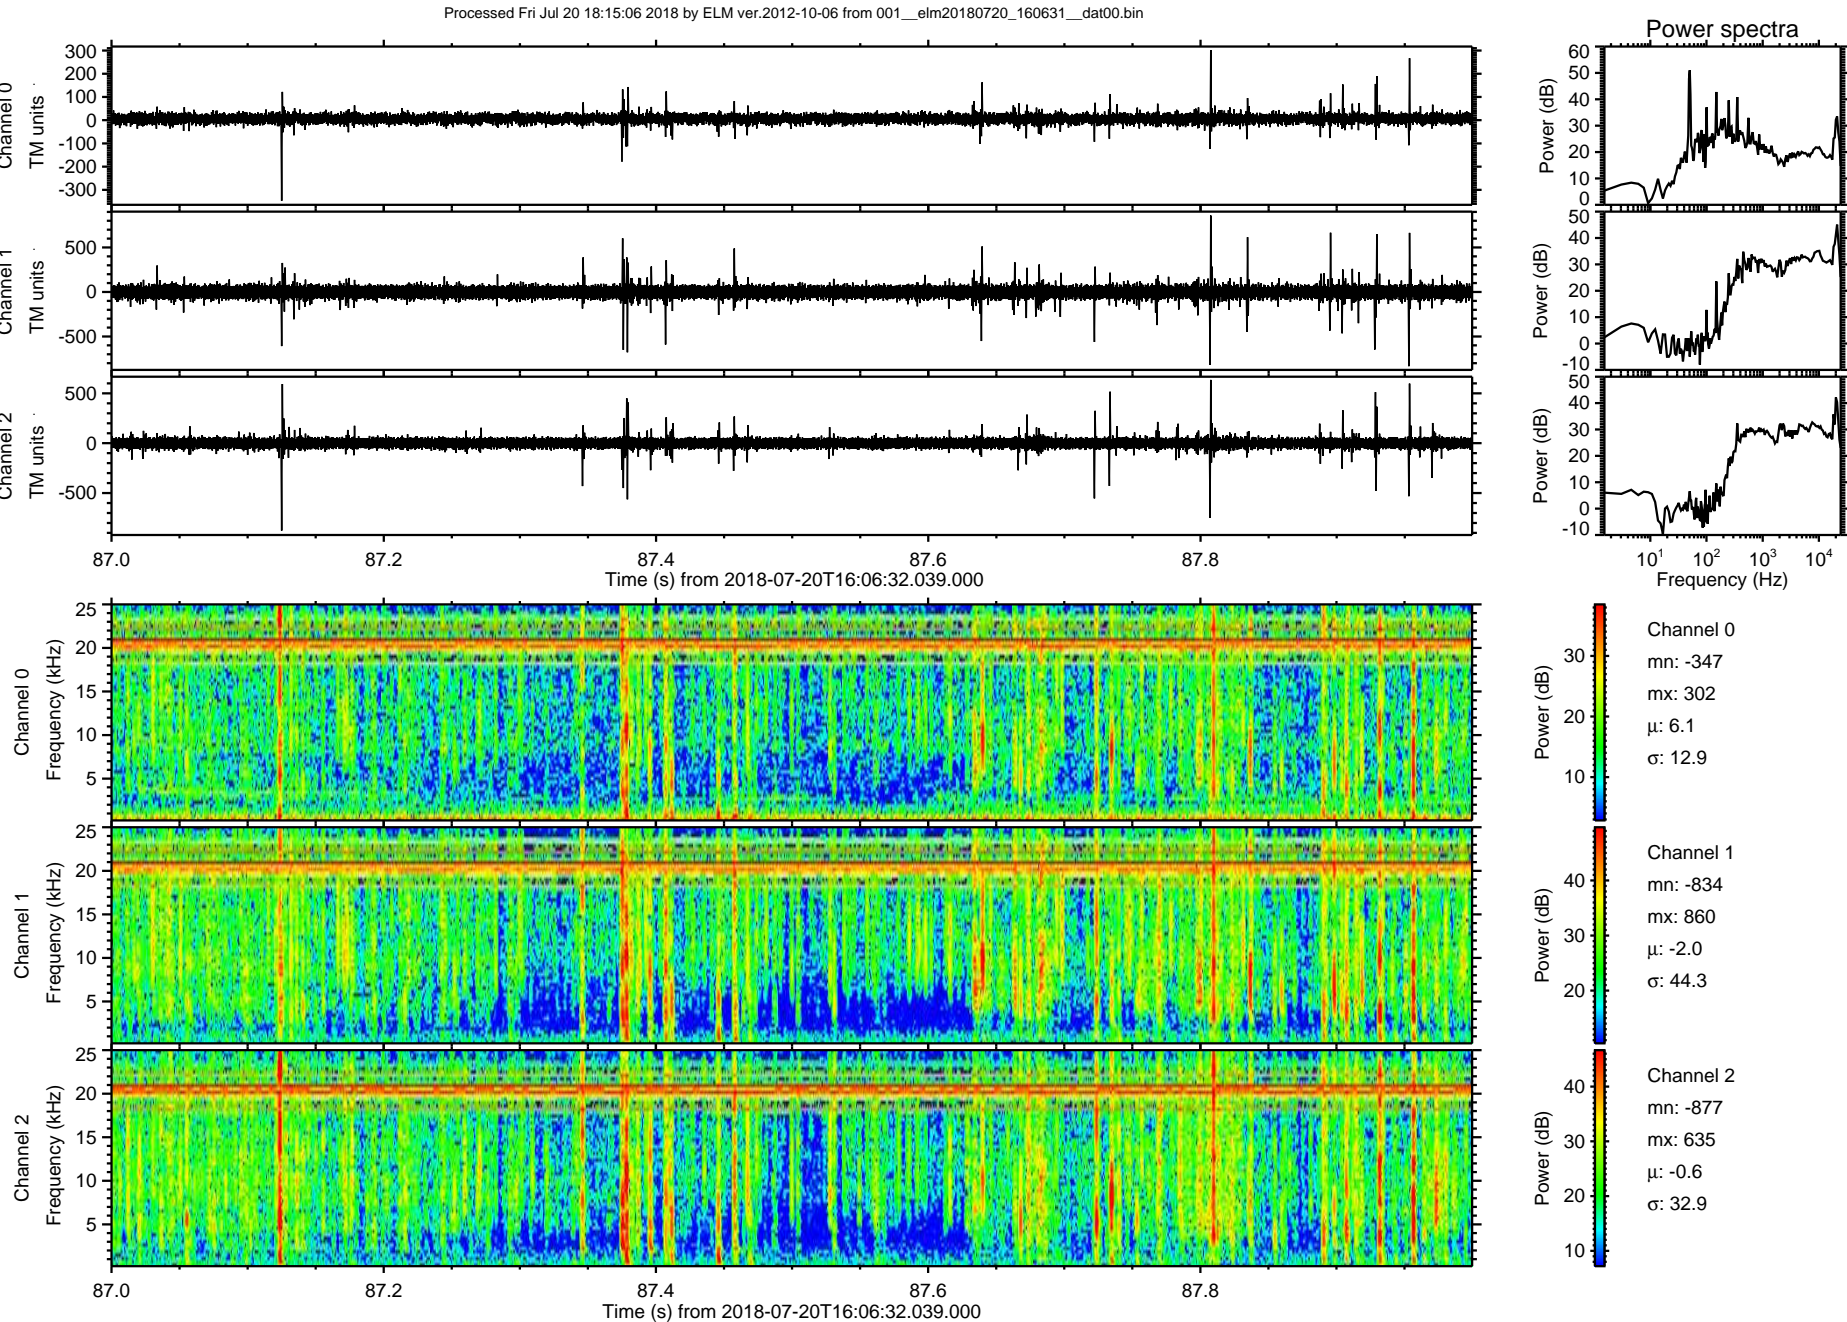 Processed Fri Jul 20 18:15:06 2018 by ELM ver.2012-10-06 from 001__elm20180720_160631__dat00.bin
Power spectra
Channel 0
TM units
300
200
100
0
-100
-200
-300
Power (dB)
60
50
40
30
20
10
0
Channel 1
TM units
500
0
-500
Power (dB)
50
40
30
20
10
0
-10
Channel 2
TM units
500
0
-500
Power (dB)
50
40
30
20
10
0
-10
87.0 87.2 87.4 87.6 87.8
Time (s) from 2018-07-20T16:06:32.039.000
10¹ 10² 10³ 10⁴
Frequency (Hz)
Channel 0
Frequency (kHz)
25
20
15
10
5
Power (dB)
30
20
10
Channel 0
mn: -347
mx: 302
µ: 6.1
σ: 12.9
Channel 1
Frequency (kHz)
25
20
15
10
5
Power (dB)
40
30
20
Channel 1
mn: -834
mx: 860
µ: -2.0
σ: 44.3
Channel 2
Frequency (kHz)
25
20
15
10
5
Power (dB)
40
30
20
10
Channel 2
mn: -877
mx: 635
µ: -0.6
σ: 32.9
87.0 87.2 87.4 87.6 87.8
Time (s) from 2018-07-20T16:06:32.039.000